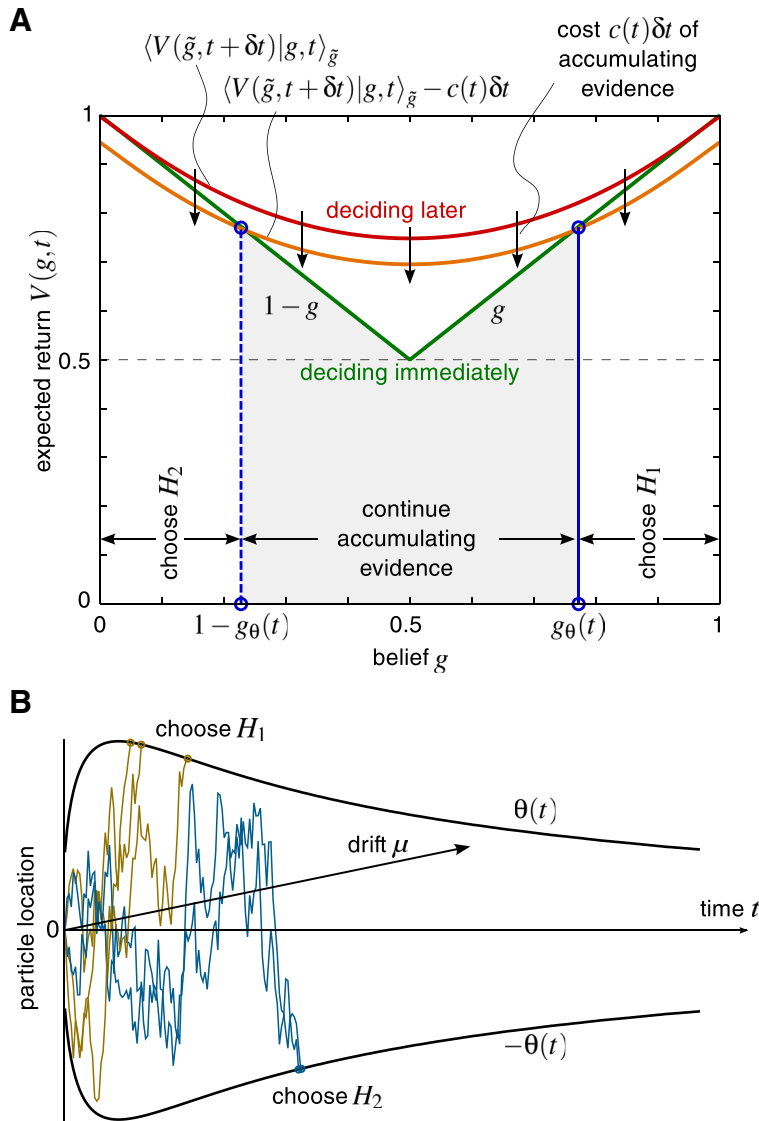 A
⟨V(g̃,t+δt)|g,t⟩g̃
⟨V(g̃,t+δt)|g,t⟩g̃−c(t)δt
cost c(t)δt of
accumulating
evidence
1
deciding later
1−g
g
0.5
deciding immediately
expected return V(g,t)
choose H₂
continue
accumulating
evidence
choose H₁
0
0
1−gθ(t)
0.5
gθ(t)
1
belief g
B
choose H₁
θ(t)
drift μ
time t
0
particle location
−θ(t)
choose H₂